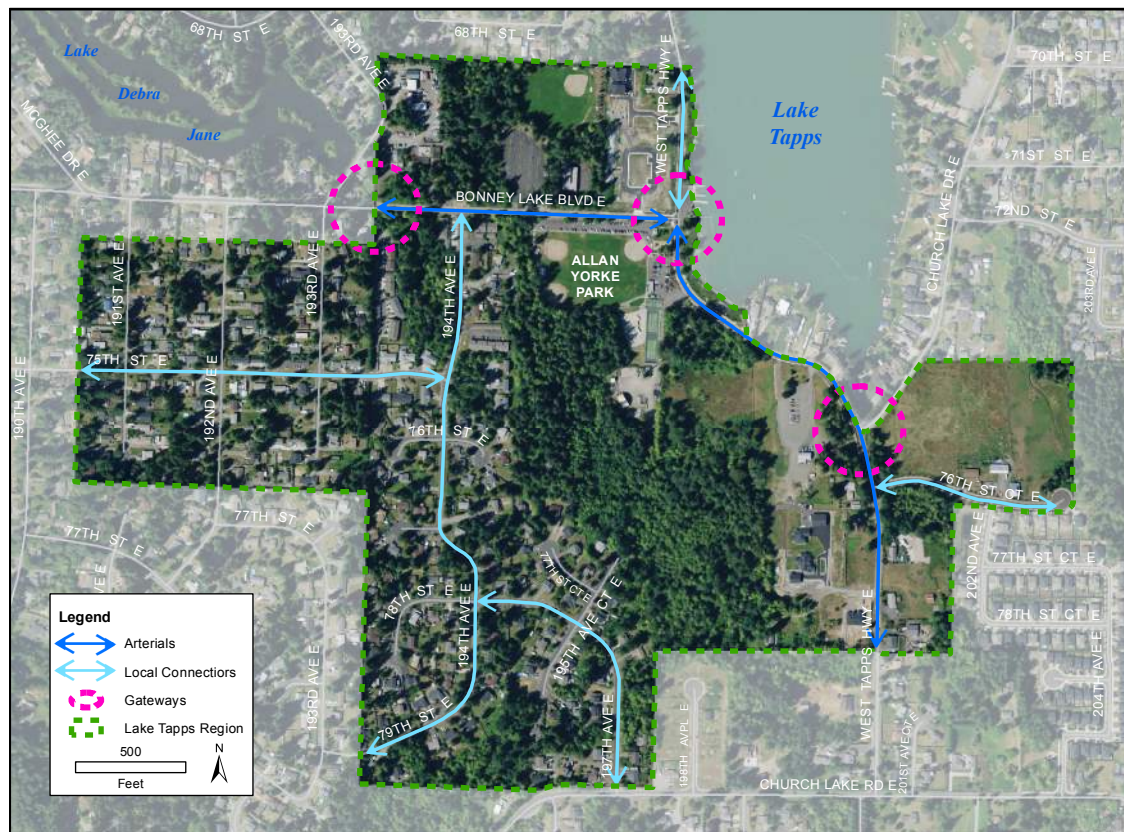 68TH ST E
193RD AVE E
68TH ST E
WEST TAPPS HWY E
70TH ST E
Lake
Debra
Jane
Lake
Tapps
MCGHEE DR E
71ST ST E
CHURCH LAKE DR E
72ND ST E
BONNEY LAKE BLVD E
203RD AVE E
191ST AVE E
193RD AVE E
194TH AVE E
ALLAN
YORKE
PARK
75TH ST E
190TH AVE E
192ND AVE E
76TH ST E
76TH ST CT E
77TH ST E
77TH ST E
202ND AVE E
77TH ST CT E
77TH ST CT E
78TH ST CT E
AVE E
78TH ST E
194TH AVE E
195TH AVE CT E
WEST TAPPS HWY E
204TH AVE E
193RD AVE E
79TH ST E
197TH AVE E
198TH AVPL E
201ST AVE CT E
CHURCH LAKE RD E
Legend
Arterials
Local Connections
Gateways
Lake Tapps Region
500
Feet
N